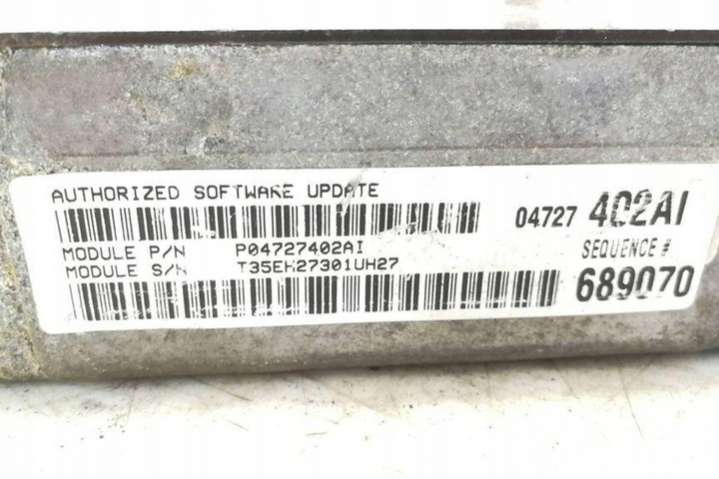 AUTHORIZED SOFTWARE UPDATE
04727 402AI
MODULE P/N P04727402AI
MODULE S/N T35EH27301UH27
SEQUENCE #
689070